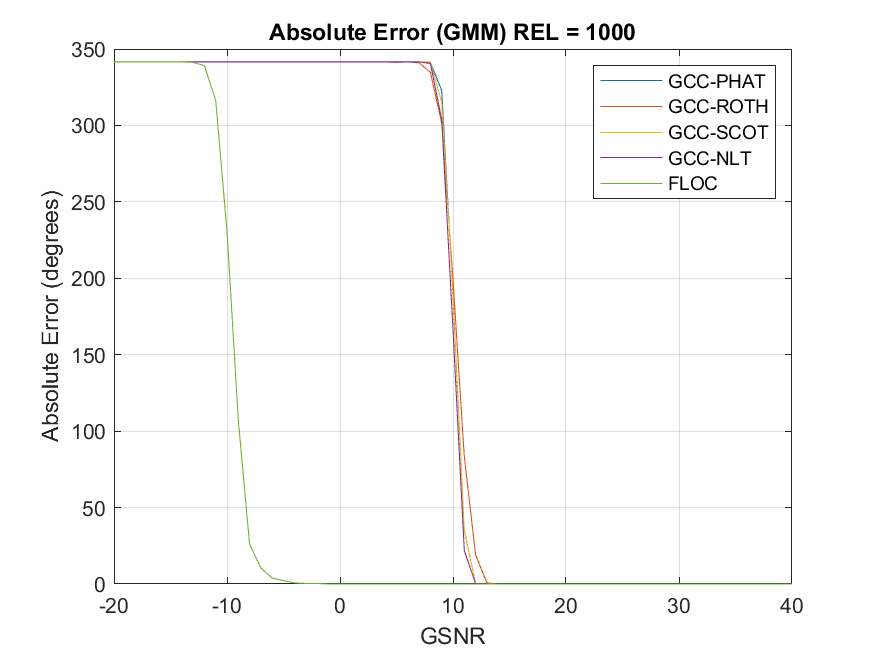 Absolute Error (GMM) REL = 1000
350
300
250
200
150
100
50
0
Absolute Error (degrees)
-20
-10
0
10
20
30
40
GSNR
GCC-PHAT
GCC-ROTH
GCC-SCOT
GCC-NLT
FLOC